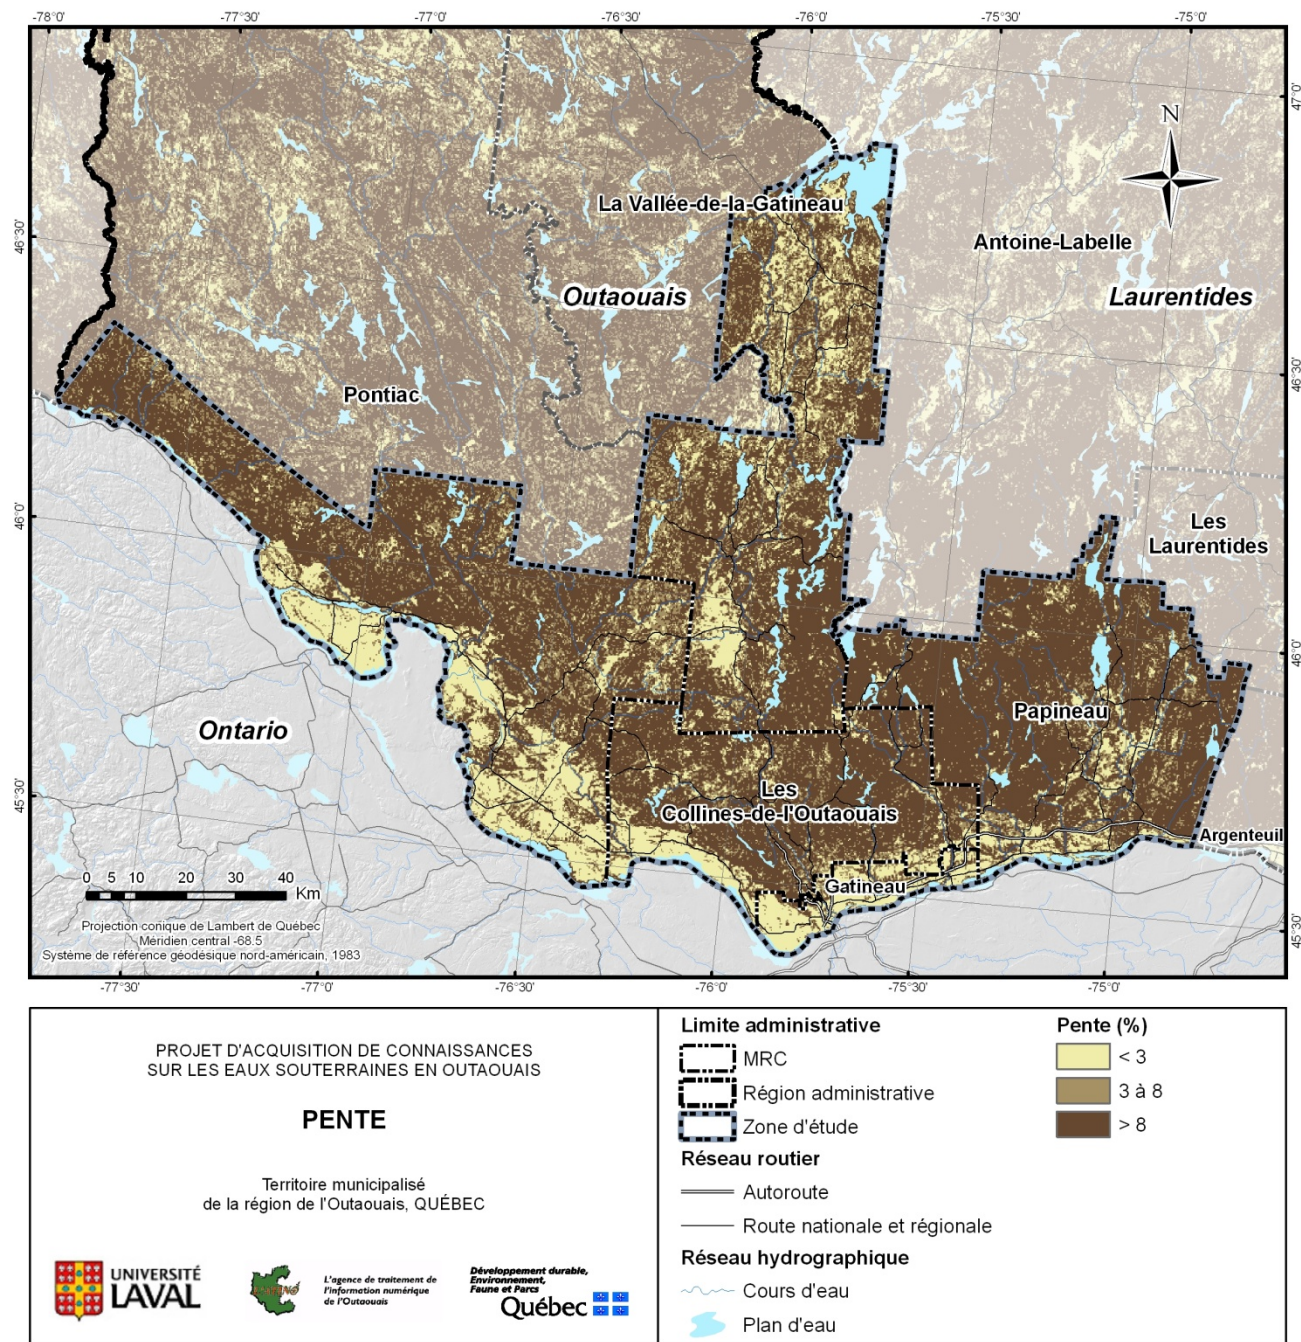 -78°0'
-77°30'
-77°0'
-76°30'
-76°0'
-75°30'
-75°0'
47°0'
N
La Vallée-de-la-Gatineau
Antoine-Labelle
46°30'
Outaouais
Laurentides
46°30'
Pontiac
46°0'
Les
Laurentides
46°0'
Papineau
Ontario
45°30'
Les
Collines-de-l'Outaouais
Argenteuil
Gatineau
45°30'
0 5 10 20 30 40
Km
Projection conique de Lambert de Québec
Méridien central -68.5
Système de référence géodésique nord-américain, 1983
-77°30'
-77°0'
-76°30'
-76°0'
-75°30'
-75°0'
PROJET D'ACQUISITION DE CONNAISSANCES
SUR LES EAUX SOUTERRAINES EN OUTAOUAIS
PENTE
Territoire municipalisé
de la région de l'Outaouais, QUÉBEC
UNIVERSITÉ
LAVAL
L'agence de traitement de
l'information numérique
de l'Outaouais
Développement durable,
Environnement,
Faune et Parcs
Québec
Limite administrative
MRC
Région administrative
Zone d'étude
Réseau routier
Autoroute
Route nationale et régionale
Réseau hydrographique
Cours d'eau
Plan d'eau
Pente (%)
< 3
3 à 8
> 8